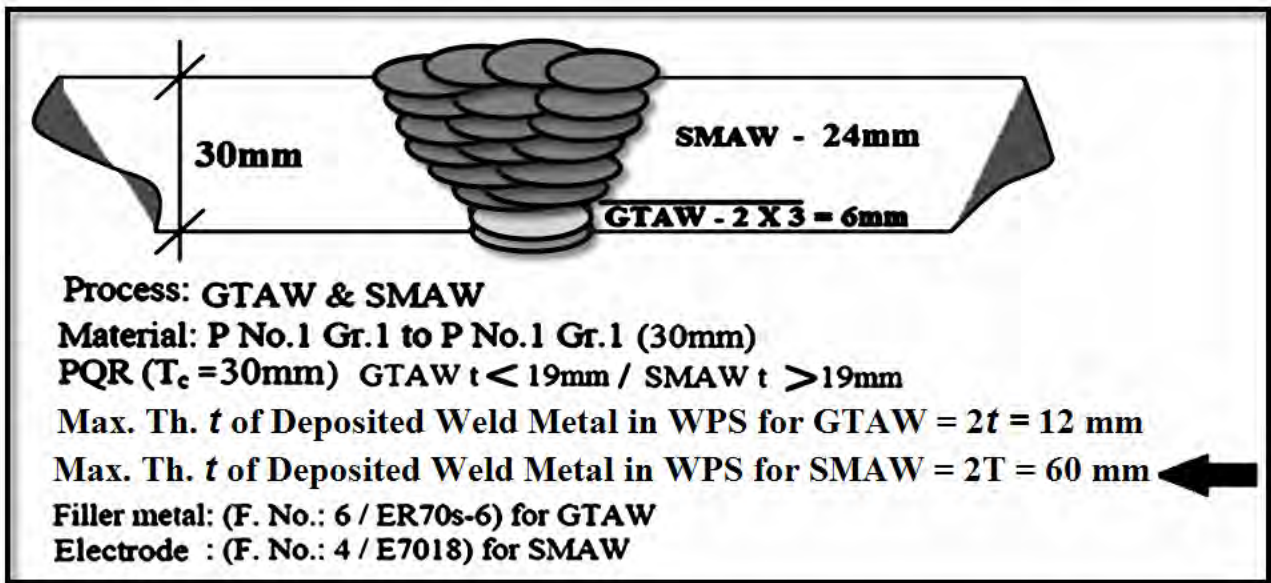 30mm
SMAW - 24mm
GTAW - 2 X 3 = 6mm
Process: GTAW & SMAW
Material: P No.1 Gr.1 to P No.1 Gr.1 (30mm)
PQR (Tc =30mm) GTAW t< 19mm / SMAW t >19mm
Max. Th. t of Deposited Weld Metal in WPS for GTAW = 2t = 12 mm
Max. Th. t of Deposited Weld Metal in WPS for SMAW = 2T = 60 mm
Filler metal: (F. No.: 6 / ER70s-6) for GTAW
Electrode : (F. No.: 4 / E7018) for SMAW